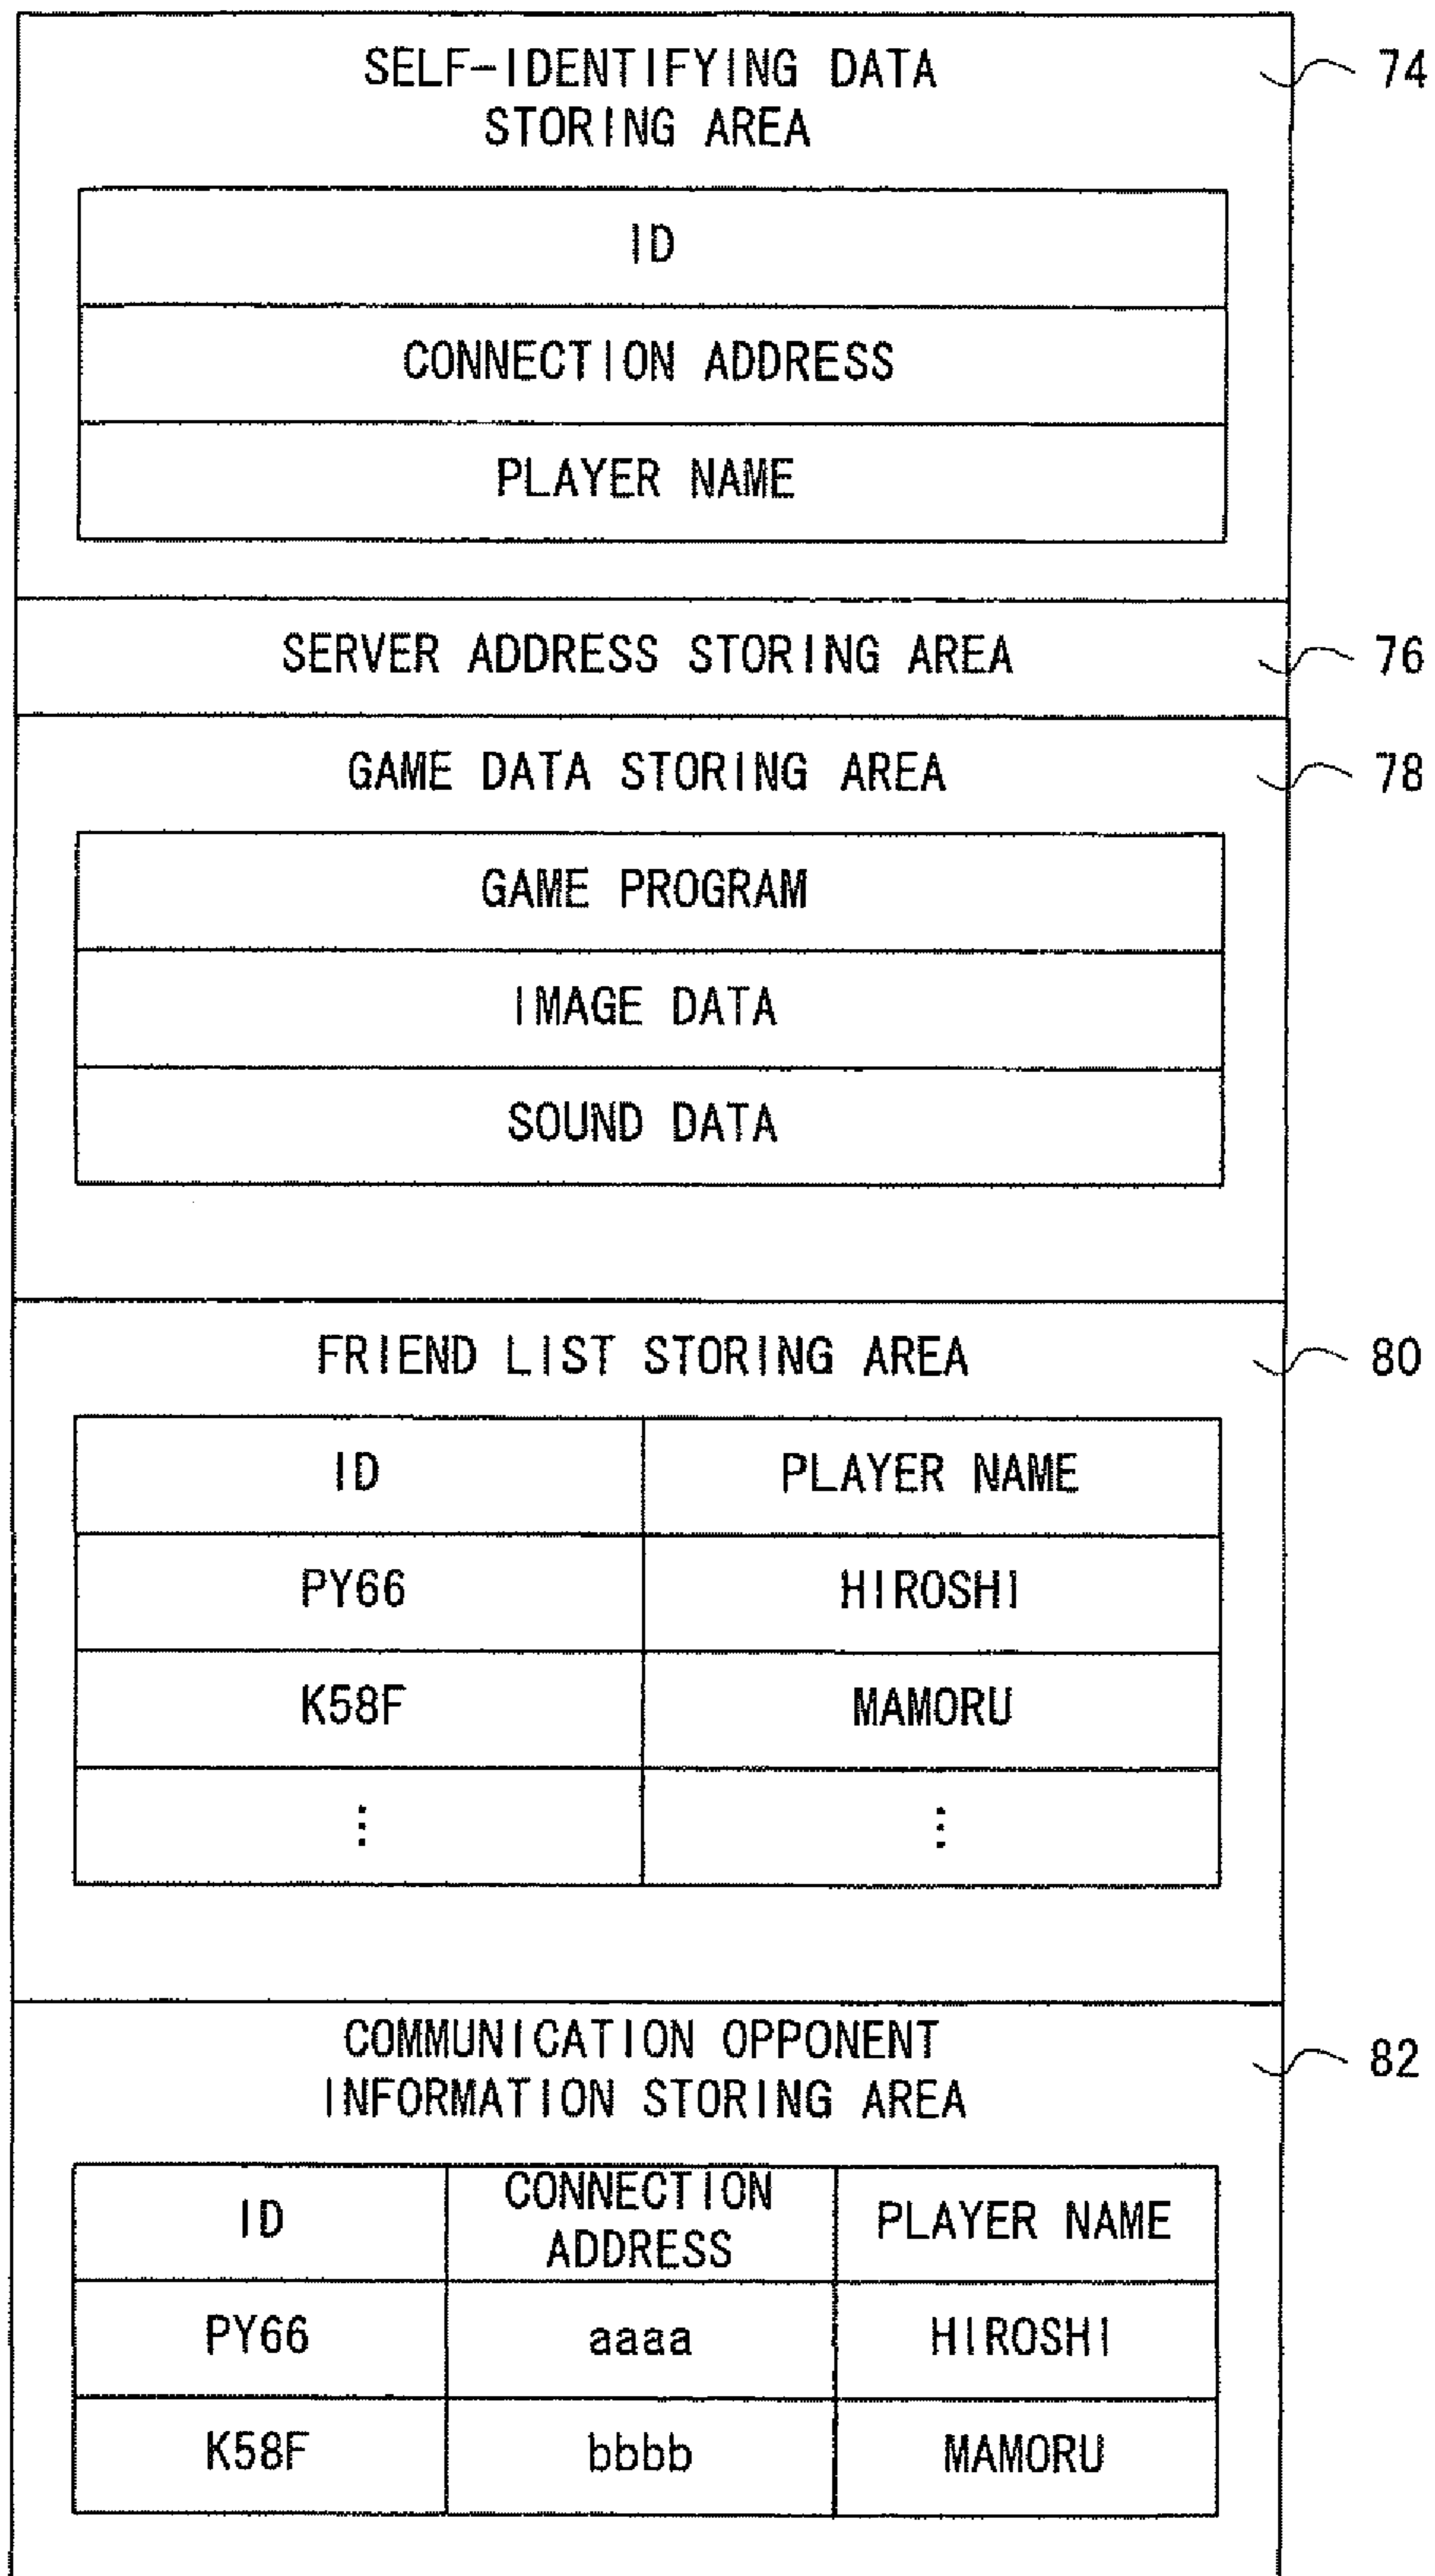 SELF-IDENTIFYING DATA 74
STORING AREA
ID
CONNECTION ADDRESS
PLAYER NAME
SERVER ADDRESS STORING AREA 76
GAME DATA STORING AREA 78
GAME PROGRAM
IMAGE DATA
SOUND DATA
FRIEND LIST STORING AREA 80
ID PLAYER NAME
PY66 HIROSHI
K58F MAMORU
⋮ ⋮
COMMUNICATION OPPONENT 82
INFORMATION STORING AREA
ID CONNECTION ADDRESS PLAYER NAME
PY66 aaaa HIROSHI
K58F bbbb MAMORU